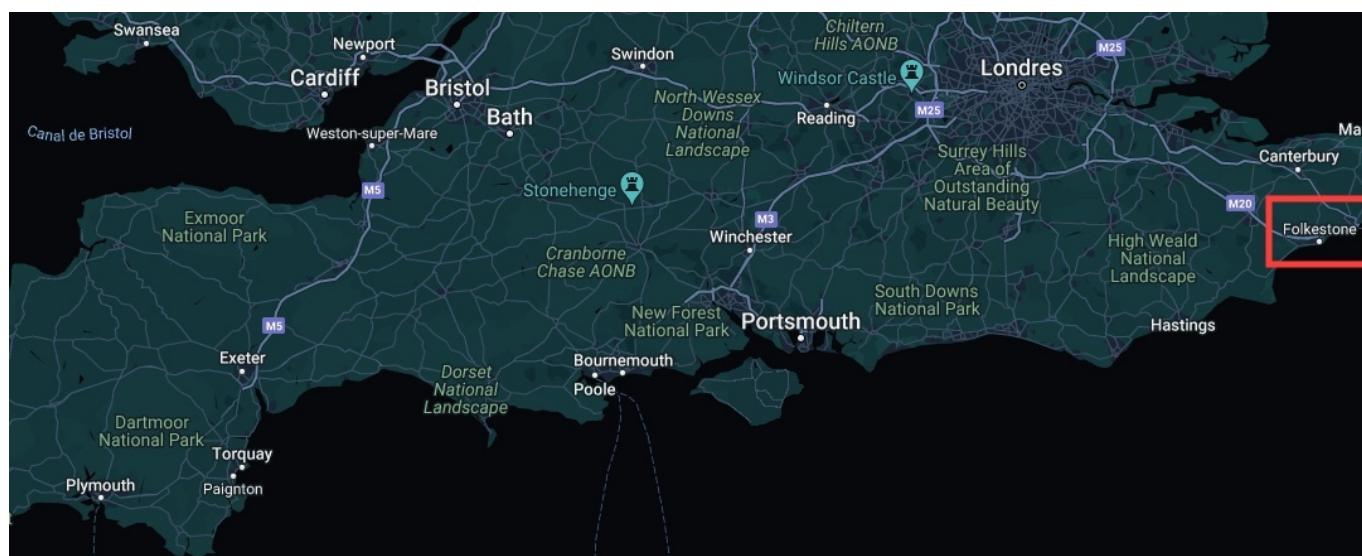 Swansea
Newport
Cardiff
Canal de Bristol
Bristol
Bath
Weston-super-Mare
Swindon
Chiltern
Hills AONB
Windsor Castle
Londres
M25
M25
North Wessex
Downs
National
Landscape
Reading
Surrey Hills
Area of
Outstanding
Natural Beauty
Ma
Canterbury
M20
Folkestone
M5
Stonehenge
Exmoor
National Park
M3
Winchester
Cranborne
Chase AONB
High Weald
National
Landscape
New Forest
National Park
South Downs
National Park
Portsmouth
Hastings
M5
Exeter
Bournemouth
Poole
Dorset
National
Landscape
Dartmoor
National Park
Torquay
Paignton
Plymouth